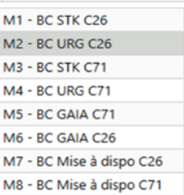 M1 - BC STK C26
M2 - BC URG C26
M3 - BC STK C71
M4 - BC URG C71
M5 - BC GAIA C71
M6 - BC GAIA C26
M7 - BC Mise à dispo C26
M8 - BC Mise à dispo C71